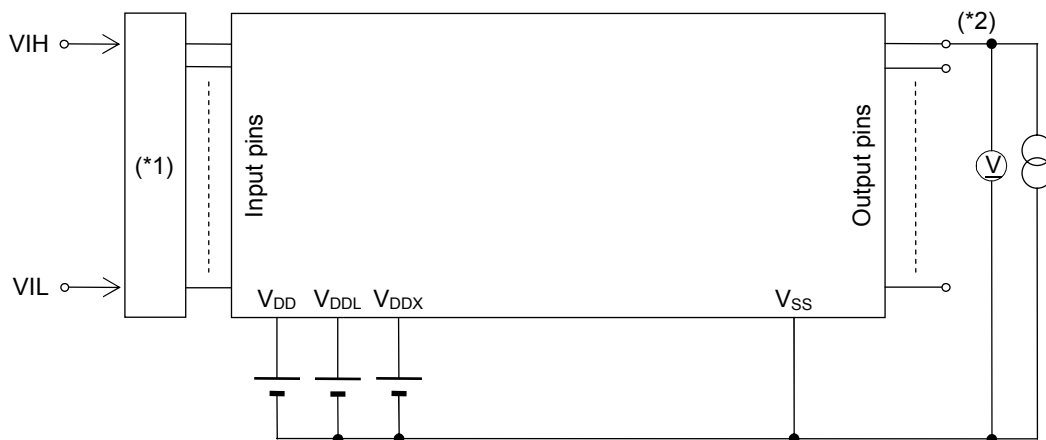 VIH
(*2)
(*1)
Input pins
Output pins
V
VIL
VDD
VDDL
VDDX
VSS